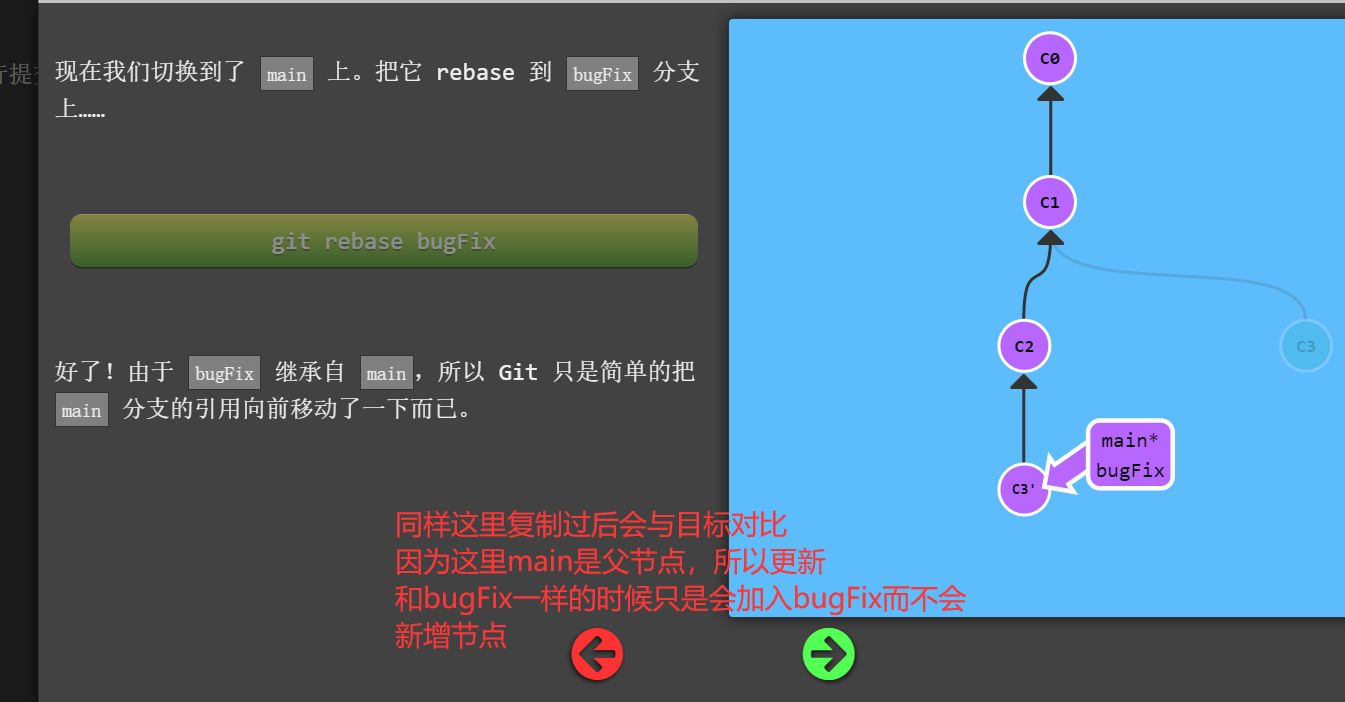 现在我们切换到了 main 上。把它 rebase 到 bugFix 分支
上……
git rebase bugFix
好了！由于 bugFix 继承自 main，所以 Git 只是简单的把
main 分支的引用向前移动了一下而已。
同样这里复制过后会与目标对比
因为这里main是父节点，所以更新
和bugFix一样的时候只是会加入bugFix而不会
新增节点
C0
C1
C2
C3
main*
bugFix
C3'